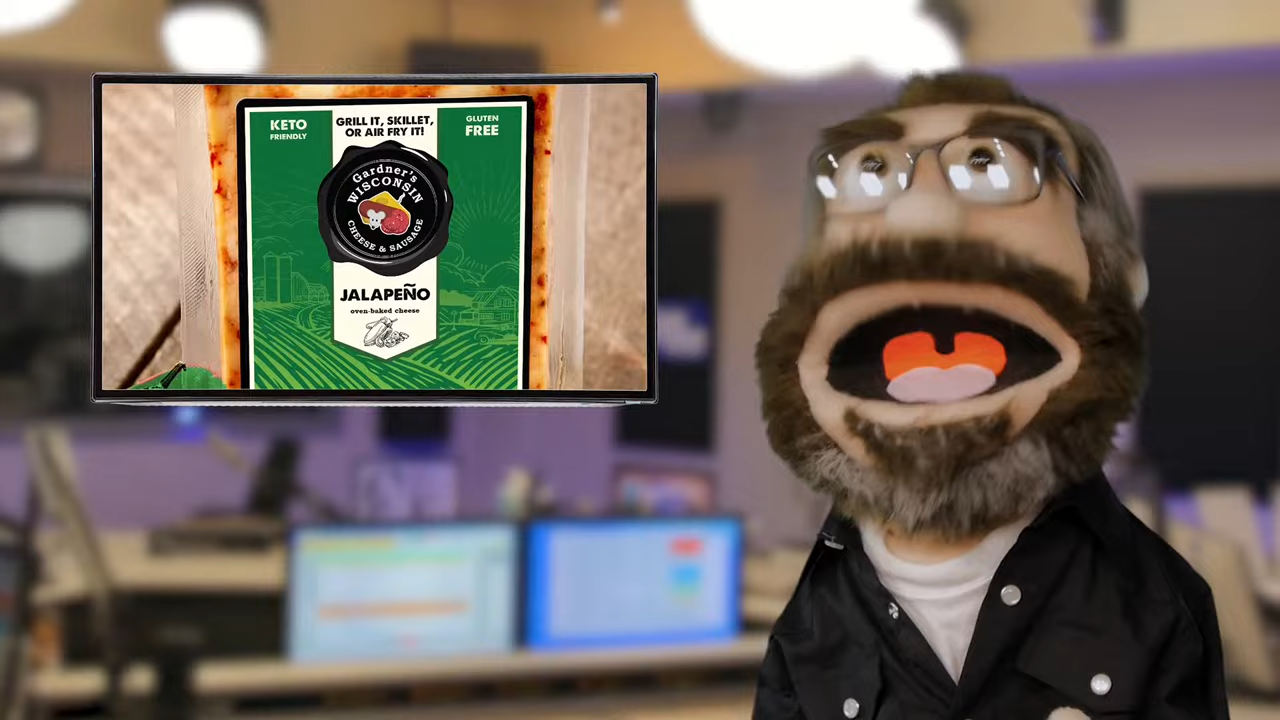 KETO
FRIENDLY
GRILL IT, SKILLET,
OR AIR FRY IT!
GLUTEN
FREE
Gardner's
WISCONSIN
CHEESE & SAUSAGE
JALAPEÑO
oven-baked cheese